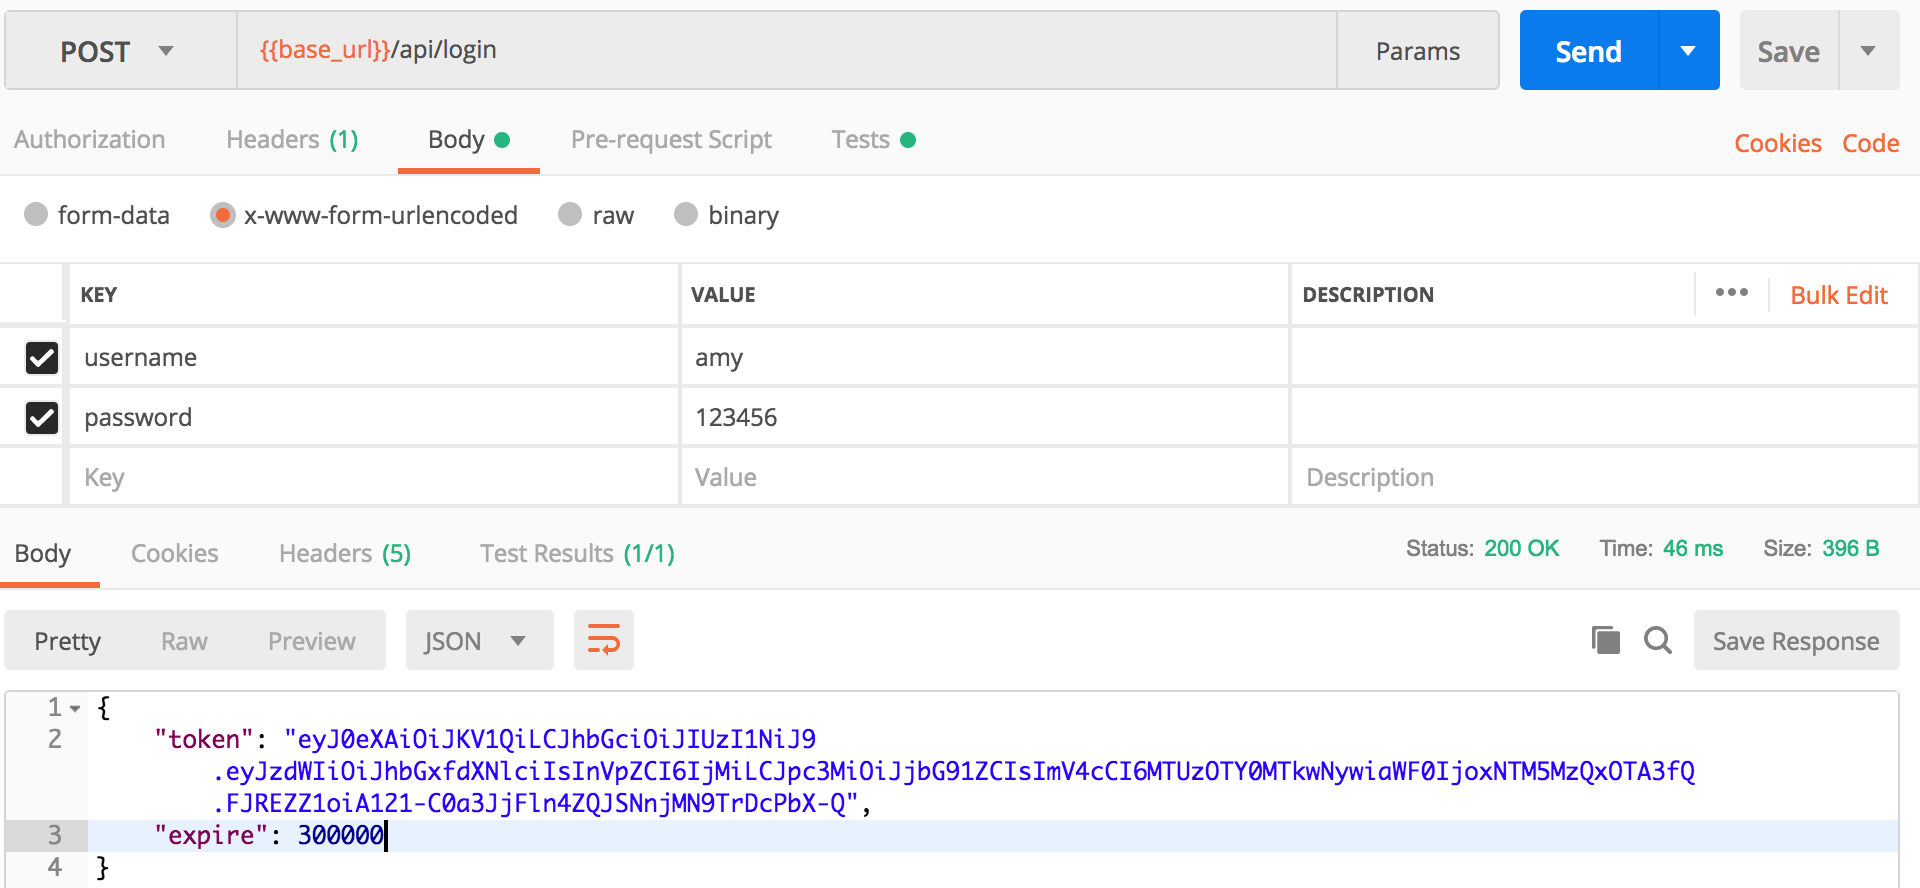 POST {{base_url}}/api/login Params Send Save
Authorization Headers (1) Body Pre-request Script Tests Cookies Code
form-data x-www-form-urlencoded raw binary
KEY VALUE DESCRIPTION ••• Bulk Edit
username amy
password 123456
Key Value Description
Body Cookies Headers (5) Test Results (1/1) Status: 200 OK Time: 46 ms Size: 396 B
Pretty Raw Preview JSON Save Response
1 {
2 "token": "eyJ0eXAiOiJKV1QiLCJhbGciOiJIUzI1NiJ9
.eyJzdWIiOiJhbGxfdXNlciIsInVpZCI6IjMiLCJpc3MiOiJjbG91ZCIsImV4cCI6MTUzOTY0MTkwNywiaWF0IjoxNTM5MzQxOTA3fQ
.FJREZZ1oiA121-C0a3JjFln4ZQJSNnjMN9TrDcPbX-Q",
3 "expire": 300000
4 }